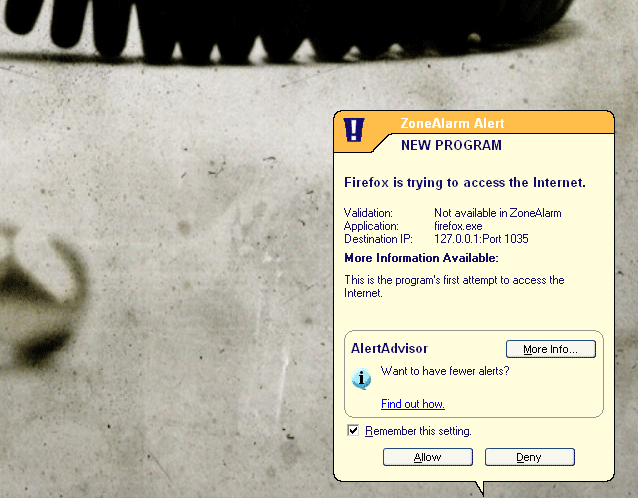 ZoneAlarm Alert
NEW PROGRAM
Firefox is trying to access the Internet.
Validation: Not available in ZoneAlarm
Application: firefox.exe
Destination IP: 127.0.0.1:Port 1035
More Information Available:
This is the program's first attempt to access the
Internet.
AlertAdvisor More Info...
Want to have fewer alerts?
Find out how.
Remember this setting.
Allow Deny